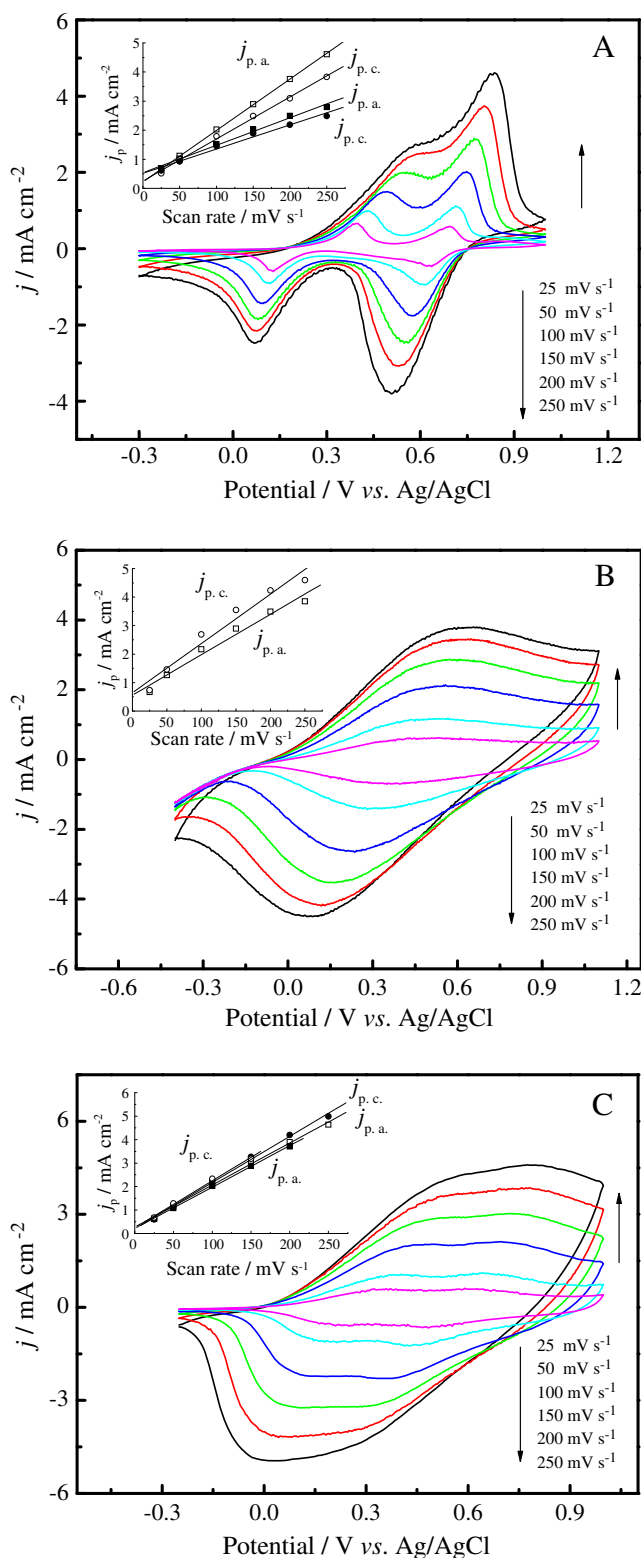 A
j / mA cm-2
6
4
2
0
-2
-4
-0.3 0.0 0.3 0.6 0.9 1.2
Potential / V vs. Ag/AgCl
jp / mA cm-2
5
4
3
2
1
0
0 50 100 150 200 250
Scan rate / mV s-1
jp. a.
jp. c.
jp. a.
jp. c.
25 mV s-1
50 mV s-1
100 mV s-1
150 mV s-1
200 mV s-1
250 mV s-1
B
j / mA cm-2
6
3
0
-3
-6
-0.6 -0.3 0.0 0.3 0.6 0.9 1.2
Potential / V vs. Ag/AgCl
jp / mA cm-2
5
4
3
2
1
0
0 50 100 150 200 250
Scan rate / mV s-1
jp. c.
jp. a.
25 mV s-1
50 mV s-1
100 mV s-1
150 mV s-1
200 mV s-1
250 mV s-1
C
j / mA cm-2
6
3
0
-3
-6
-0.3 0.0 0.3 0.6 0.9
Potential / V vs. Ag/AgCl
jp / mA cm-2
6
5
4
3
2
1
0
0 50 100 150 200 250
Scan rate / mV s-1
jp. c.
jp. c.
jp. a.
jp. a.
25 mV s-1
50 mV s-1
100 mV s-1
150 mV s-1
200 mV s-1
250 mV s-1